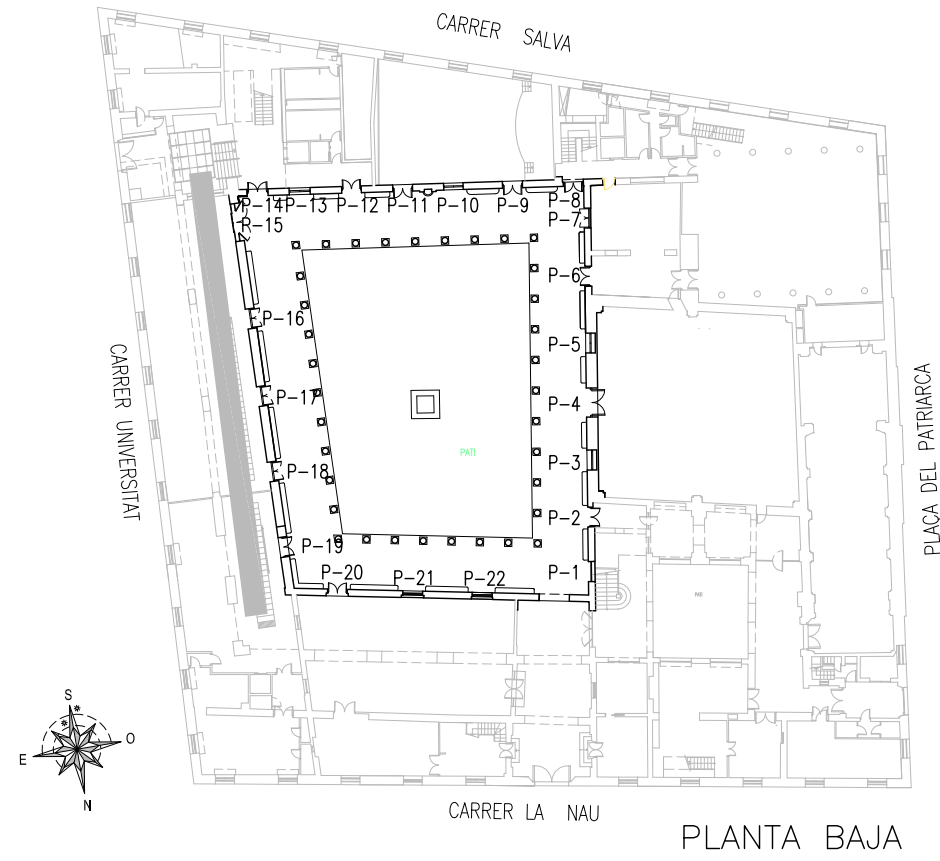 CARRER SALVA
P-14 P-13 P-12 P-11 P-10 P-9 P-8
P-15
P-7
P-6
P-16
P-5
P-17
P-4
PATI
P-18
P-3
P-19
P-2
P-20 P-21 P-22 P-1
CARRER UNIVERSITAT
PLAÇA DEL PATRIARCA
S
E O
N
CARRER LA NAU
PLANTA BAJA